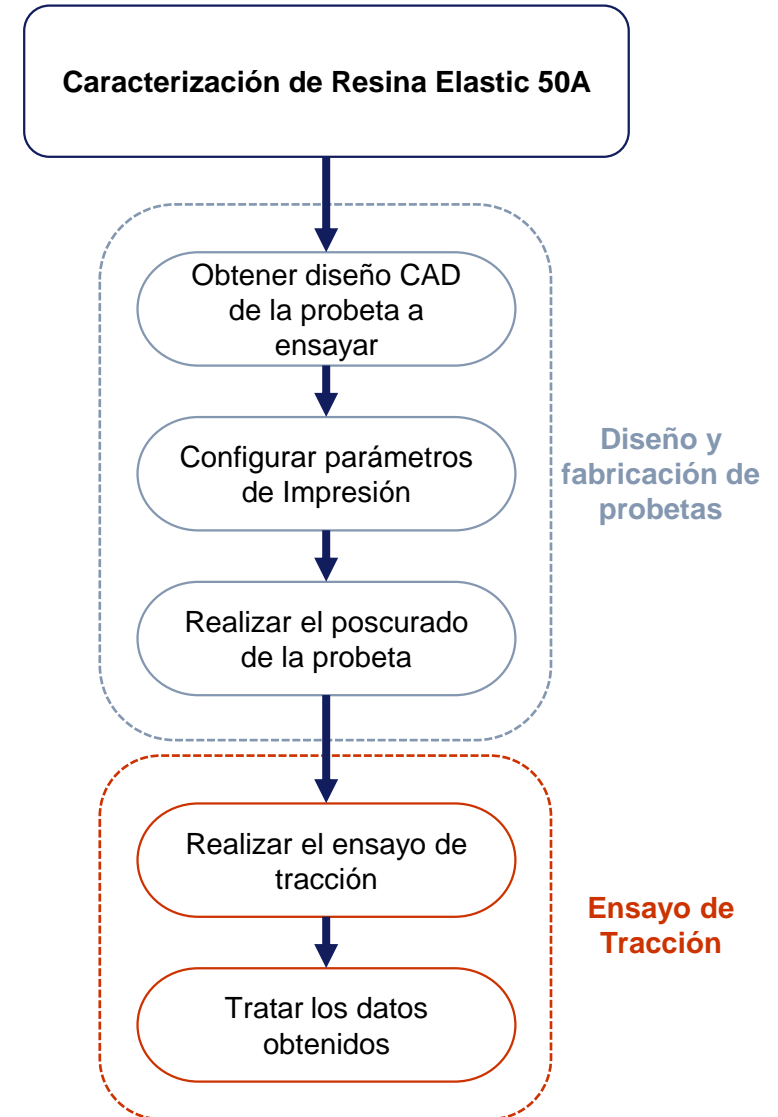 Caracterización de Resina Elastic 50A
Obtener diseño CAD
de la probeta a
ensayar
Configurar parámetros
de Impresión
Diseño y
fabricación de
probetas
Realizar el poscurado
de la probeta
Realizar el ensayo de
tracción
Ensayo de
Tracción
Tratar los datos
obtenidos